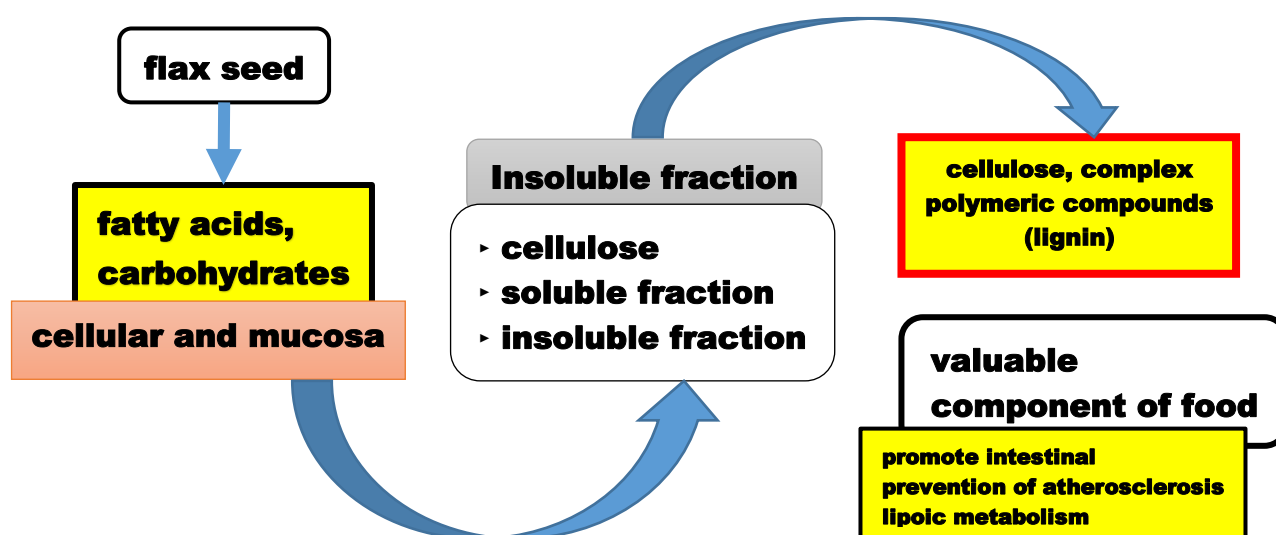 flax seed
fatty acids,
carbohydrates
cellular and mucosa
Insoluble fraction
‣ cellulose
‣ soluble fraction
‣ insoluble fraction
cellulose, complex
polymeric compounds
(lignin)
valuable
component of food
promote intestinal
prevention of atherosclerosis
lipoic metabolism